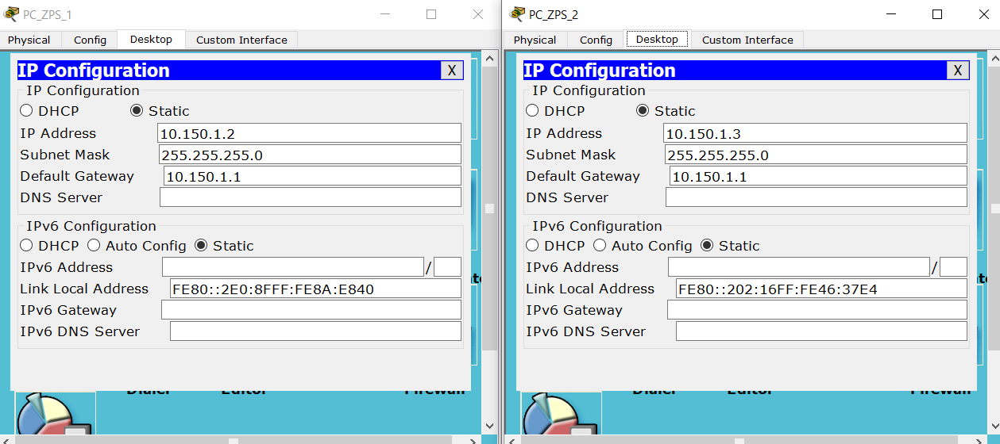 PC_ZPS_1
Physical Config Desktop Custom Interface
IP Configuration X
IP Configuration
DHCP Static
IP Address 10.150.1.2
Subnet Mask 255.255.255.0
Default Gateway 10.150.1.1
DNS Server
IPv6 Configuration
DHCP Auto Config Static
IPv6 Address /
Link Local Address FE80::2E0:8FFF:FE8A:E840
IPv6 Gateway
IPv6 DNS Server
Dialer Editor Firewall
PC_ZPS_2
Physical Config Desktop Custom Interface
IP Configuration X
IP Configuration
DHCP Static
IP Address 10.150.1.3
Subnet Mask 255.255.255.0
Default Gateway 10.150.1.1
DNS Server
IPv6 Configuration
DHCP Auto Config Static
IPv6 Address /
Link Local Address FE80::202:16FF:FE46:37E4
IPv6 Gateway
IPv6 DNS Server
Dialer Editor Firewall